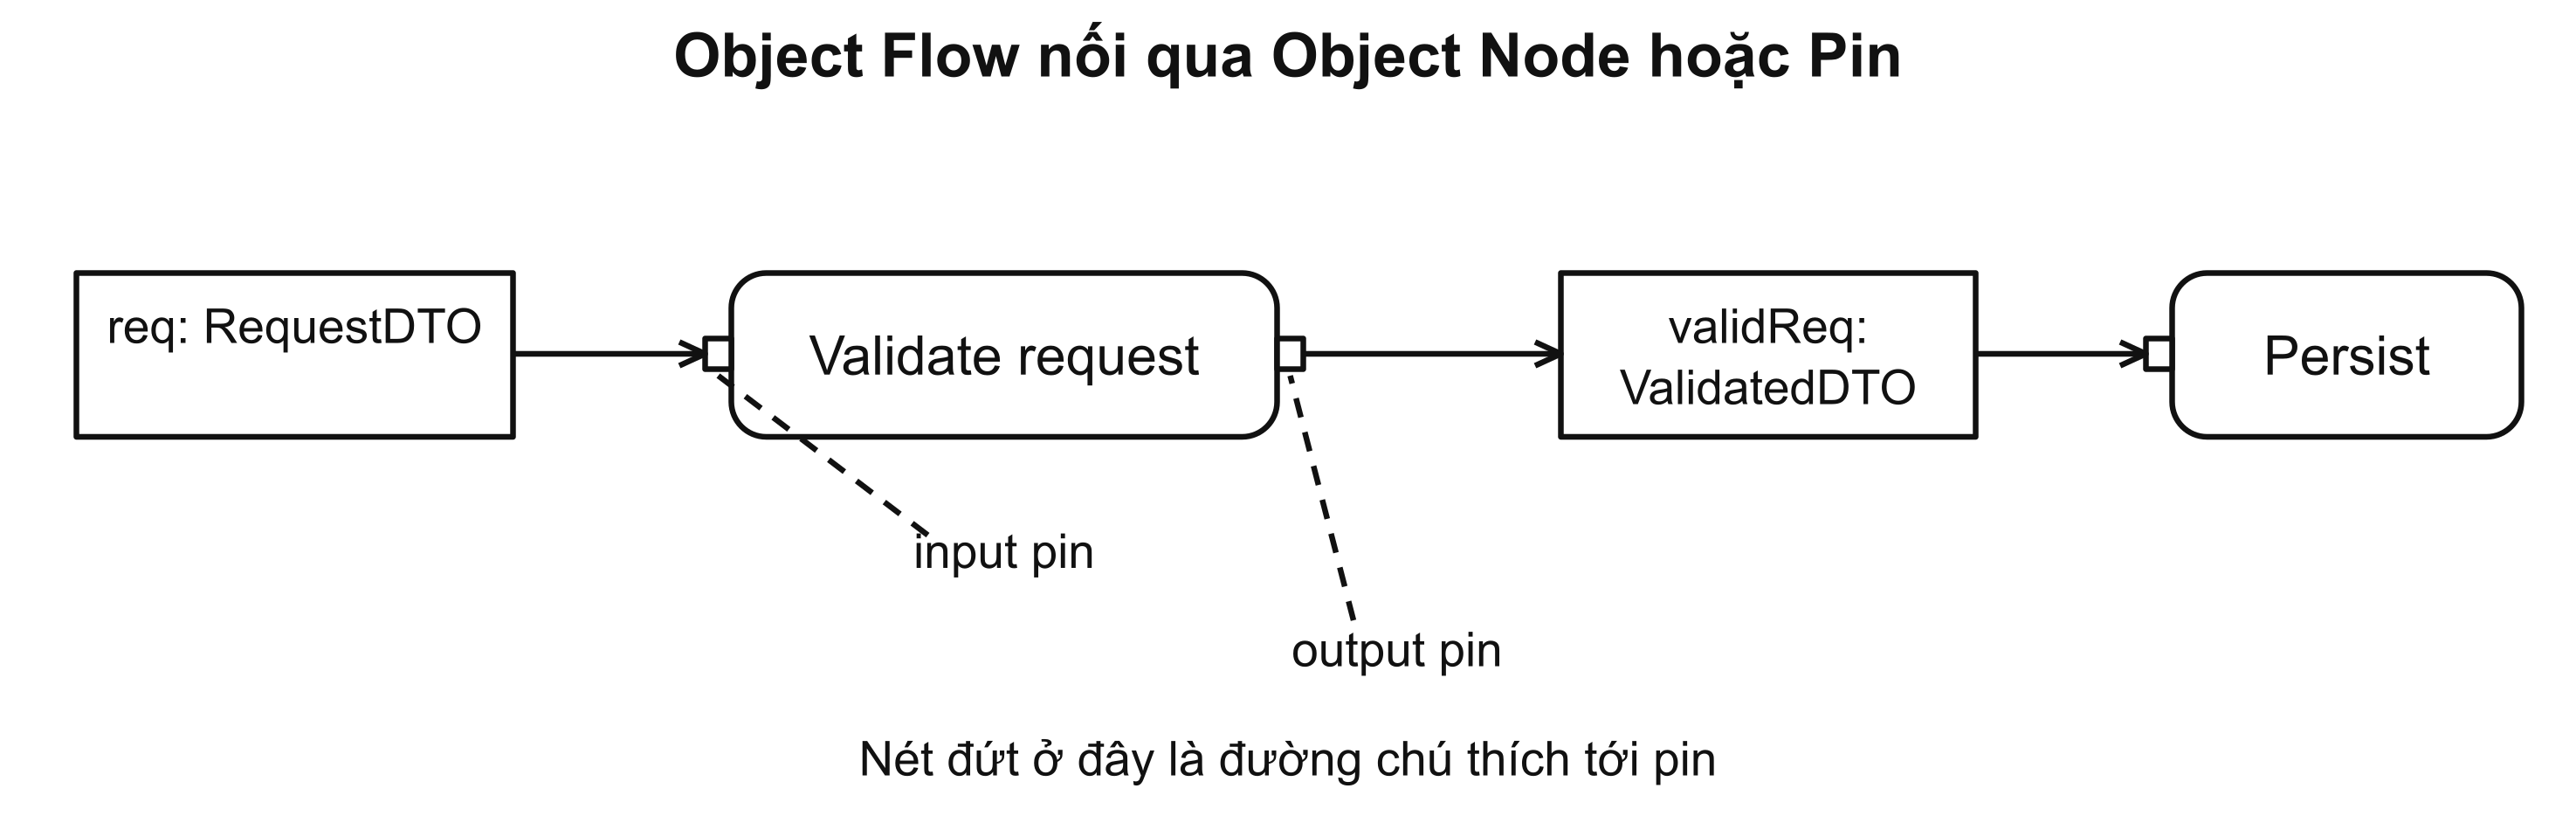 Object Flow nối qua Object Node hoặc Pin
req: RequestDTO
Validate request
validReq:
ValidatedDTO
Persist
input pin
output pin
Nét đứt ở đây là đường chú thích tới pin